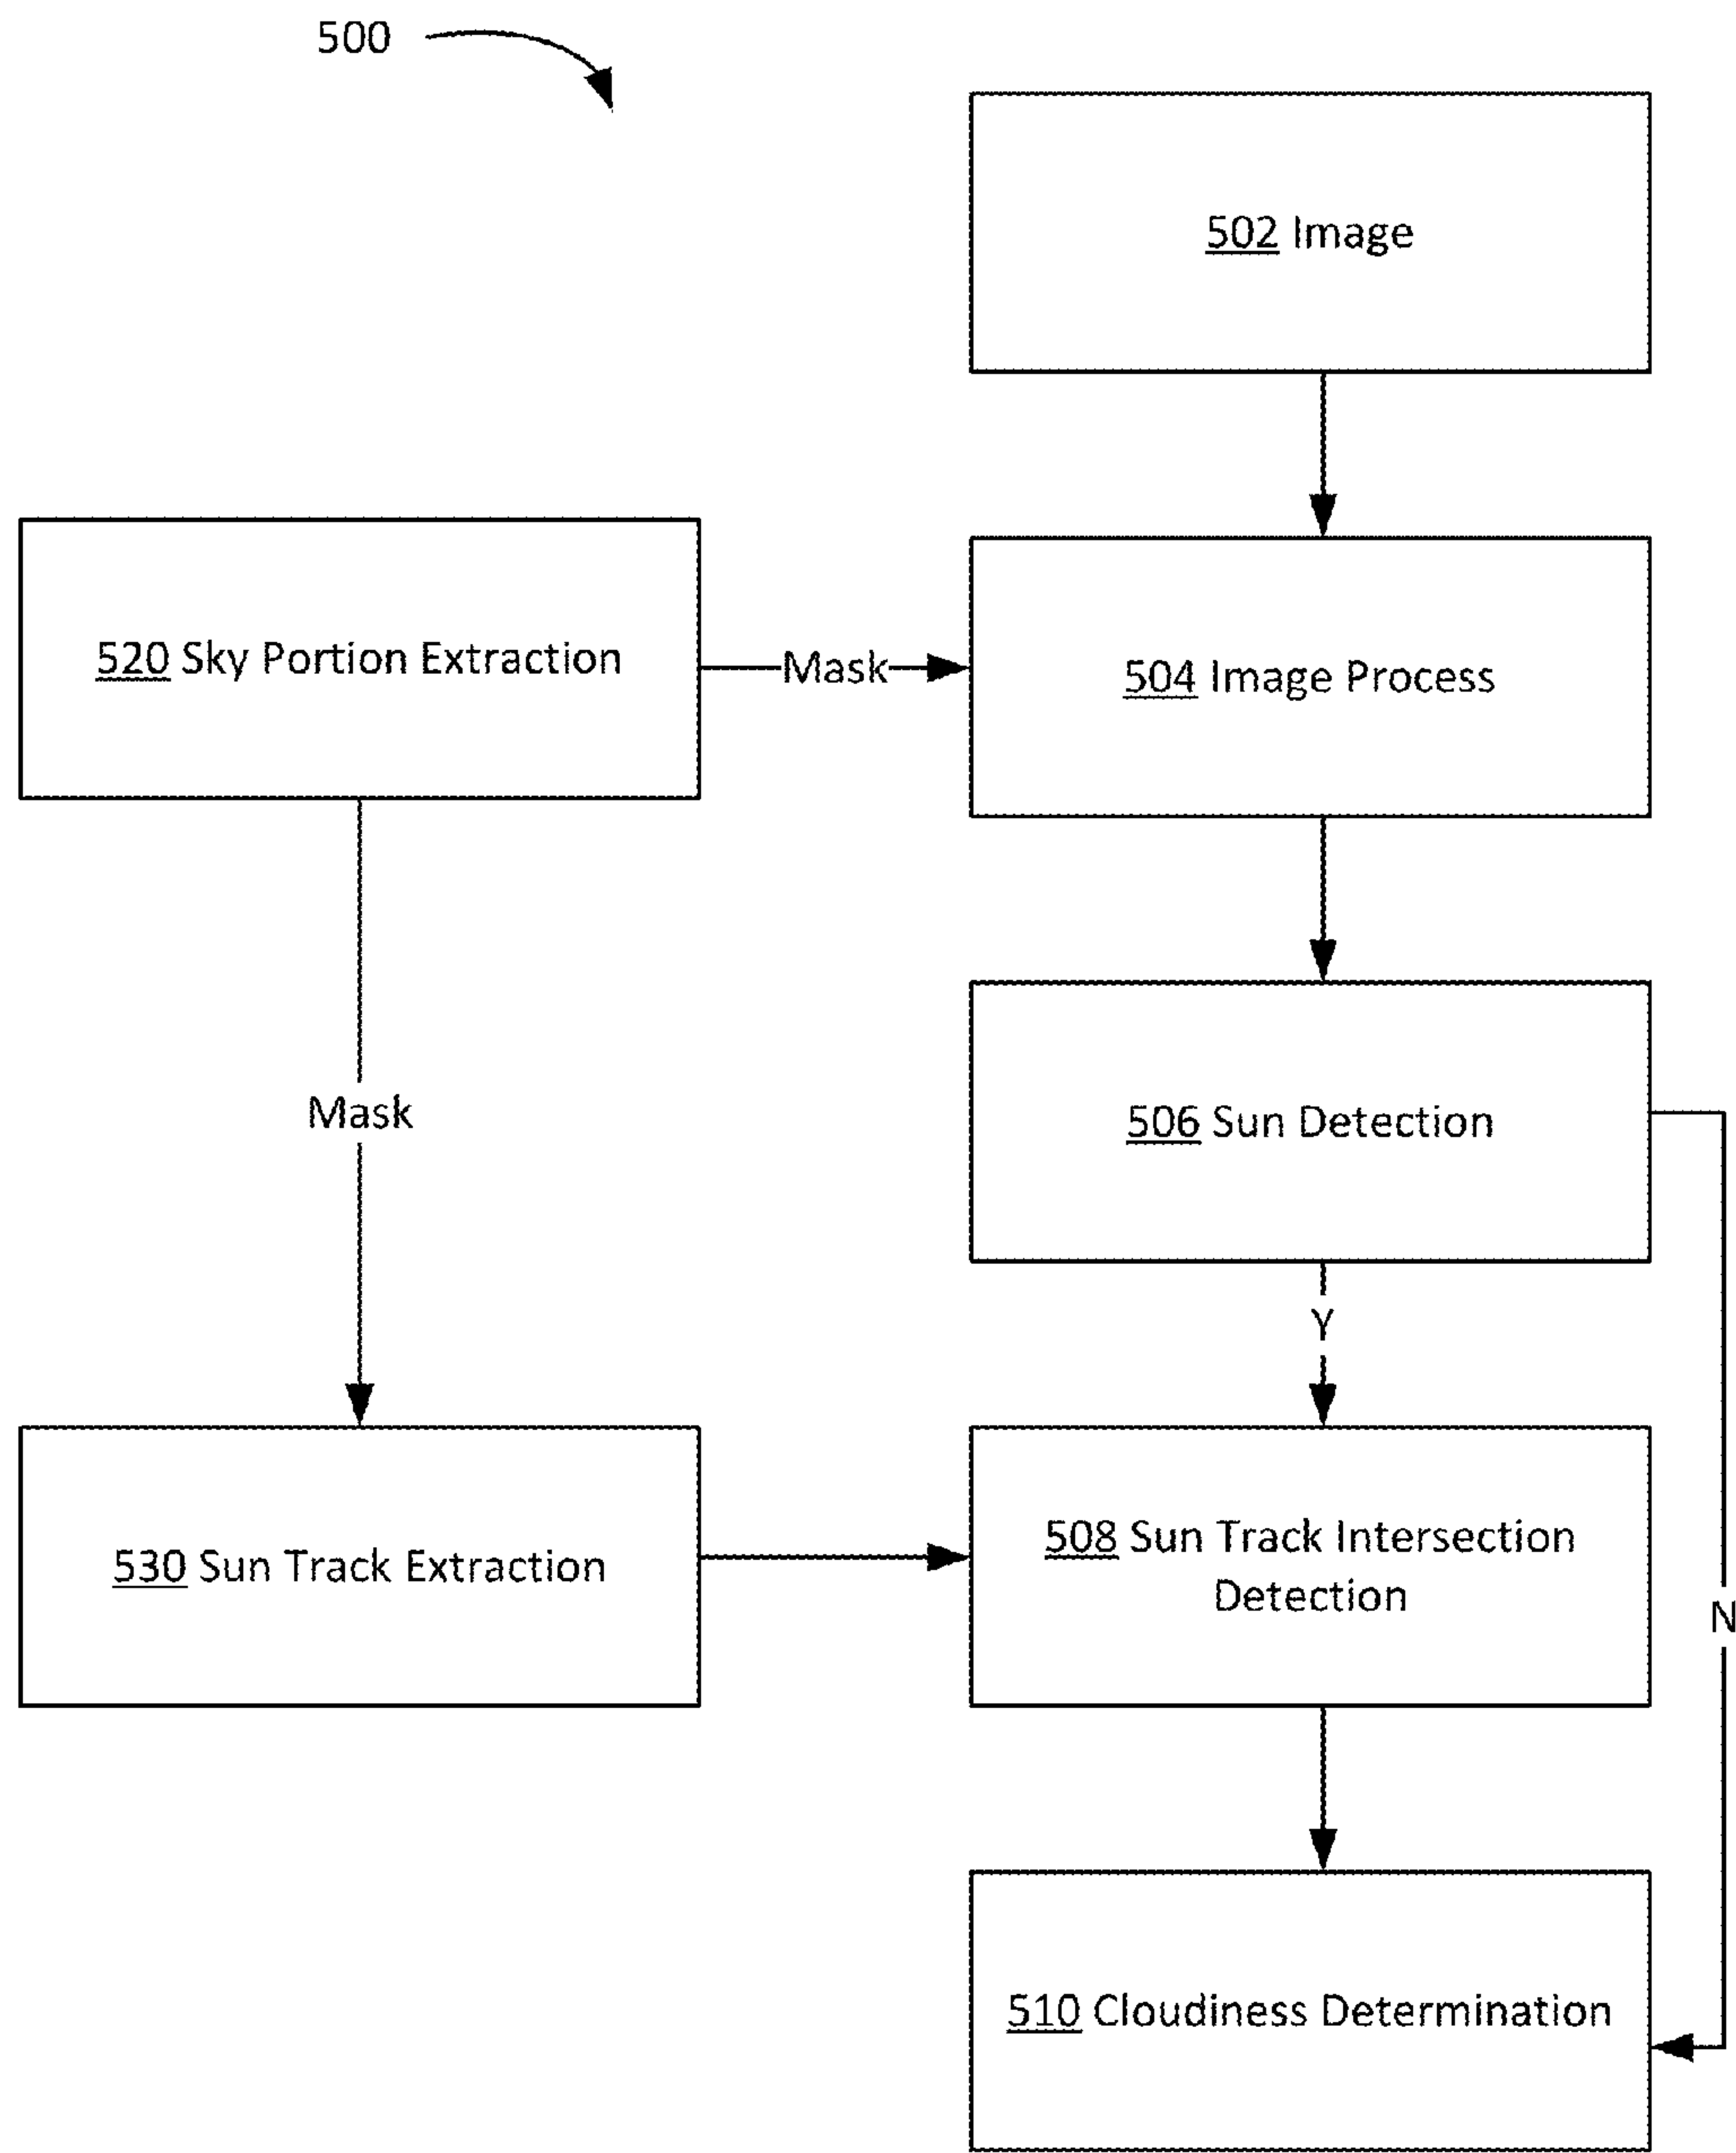 500
502 Image
520 Sky Portion Extraction
Mask
504 Image Process
Mask
506 Sun Detection
Y
530 Sun Track Extraction
508 Sun Track Intersection
Detection
N
510 Cloudiness Determination